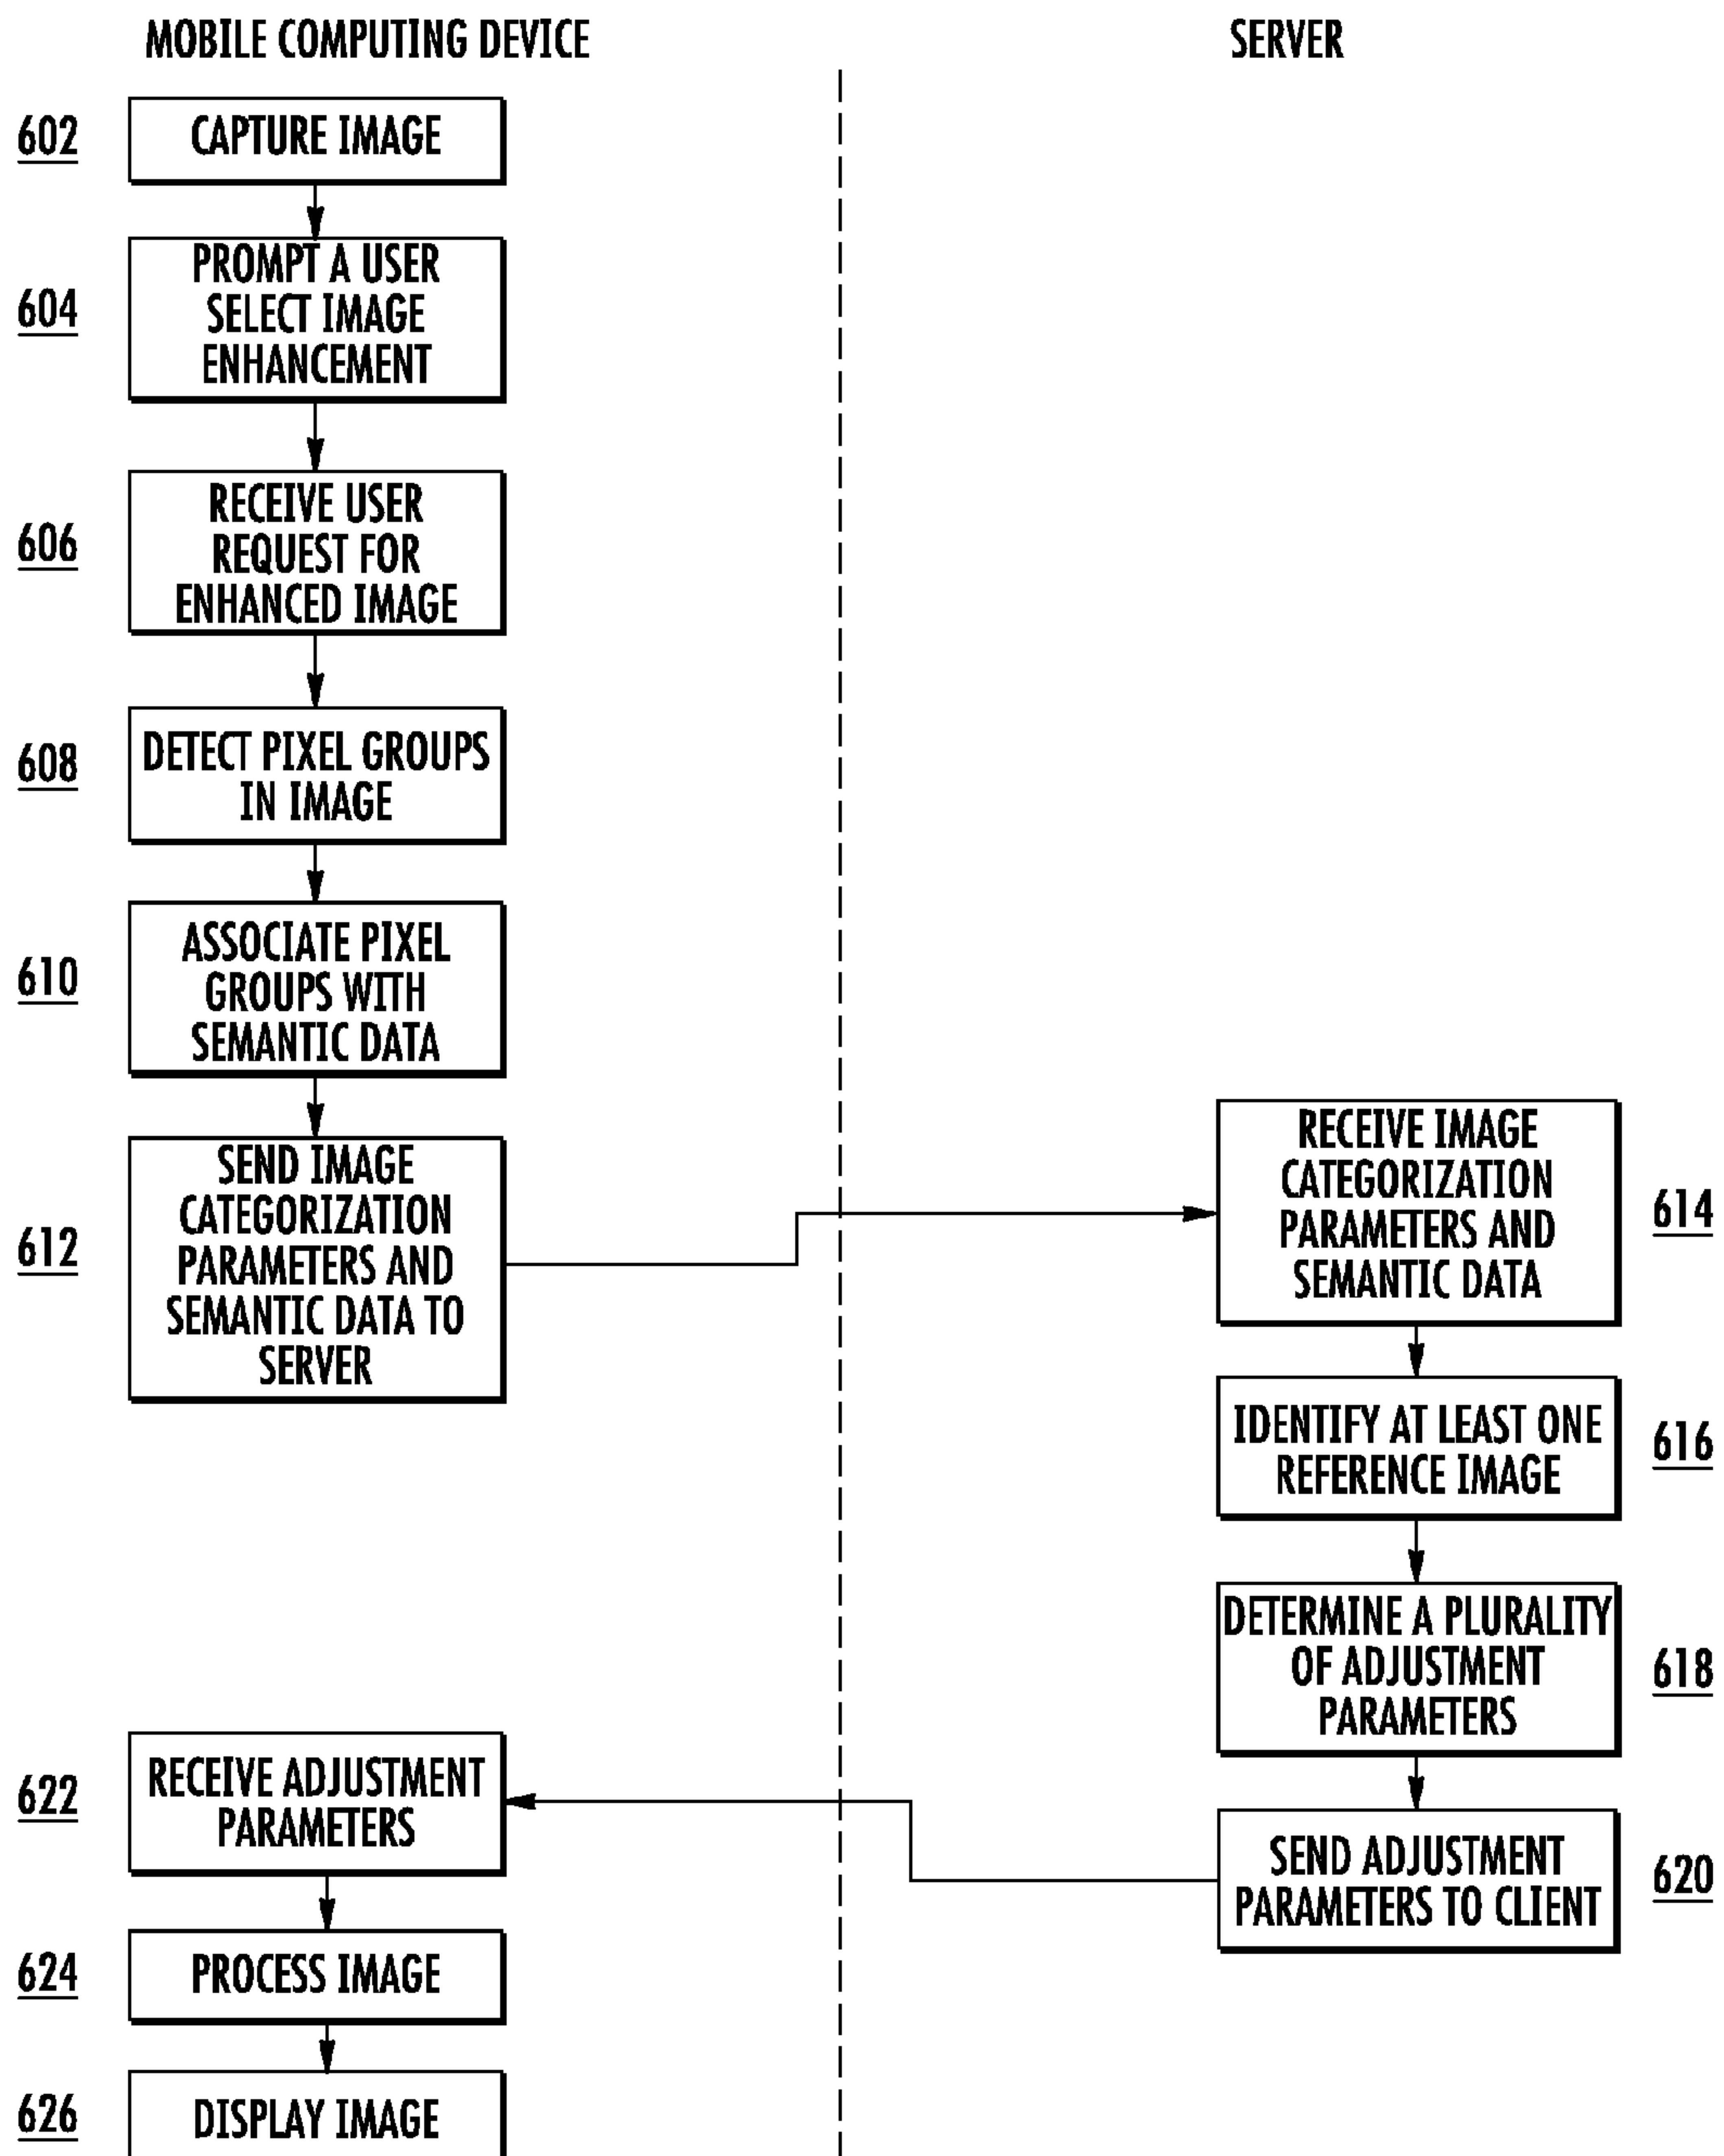 MOBILE COMPUTING DEVICE
SERVER
602
CAPTURE IMAGE
604
PROMPT A USER
SELECT IMAGE
ENHANCEMENT
606
RECEIVE USER
REQUEST FOR
ENHANCED IMAGE
608
DETECT PIXEL GROUPS
IN IMAGE
610
ASSOCIATE PIXEL
GROUPS WITH
SEMANTIC DATA
612
SEND IMAGE
CATEGORIZATION
PARAMETERS AND
SEMANTIC DATA TO
SERVER
RECEIVE IMAGE
CATEGORIZATION
PARAMETERS AND
SEMANTIC DATA
614
IDENTIFY AT LEAST ONE
REFERENCE IMAGE
616
DETERMINE A PLURALITY
OF ADJUSTMENT
PARAMETERS
618
SEND ADJUSTMENT
PARAMETERS TO CLIENT
620
622
RECEIVE ADJUSTMENT
PARAMETERS
624
PROCESS IMAGE
626
DISPLAY IMAGE